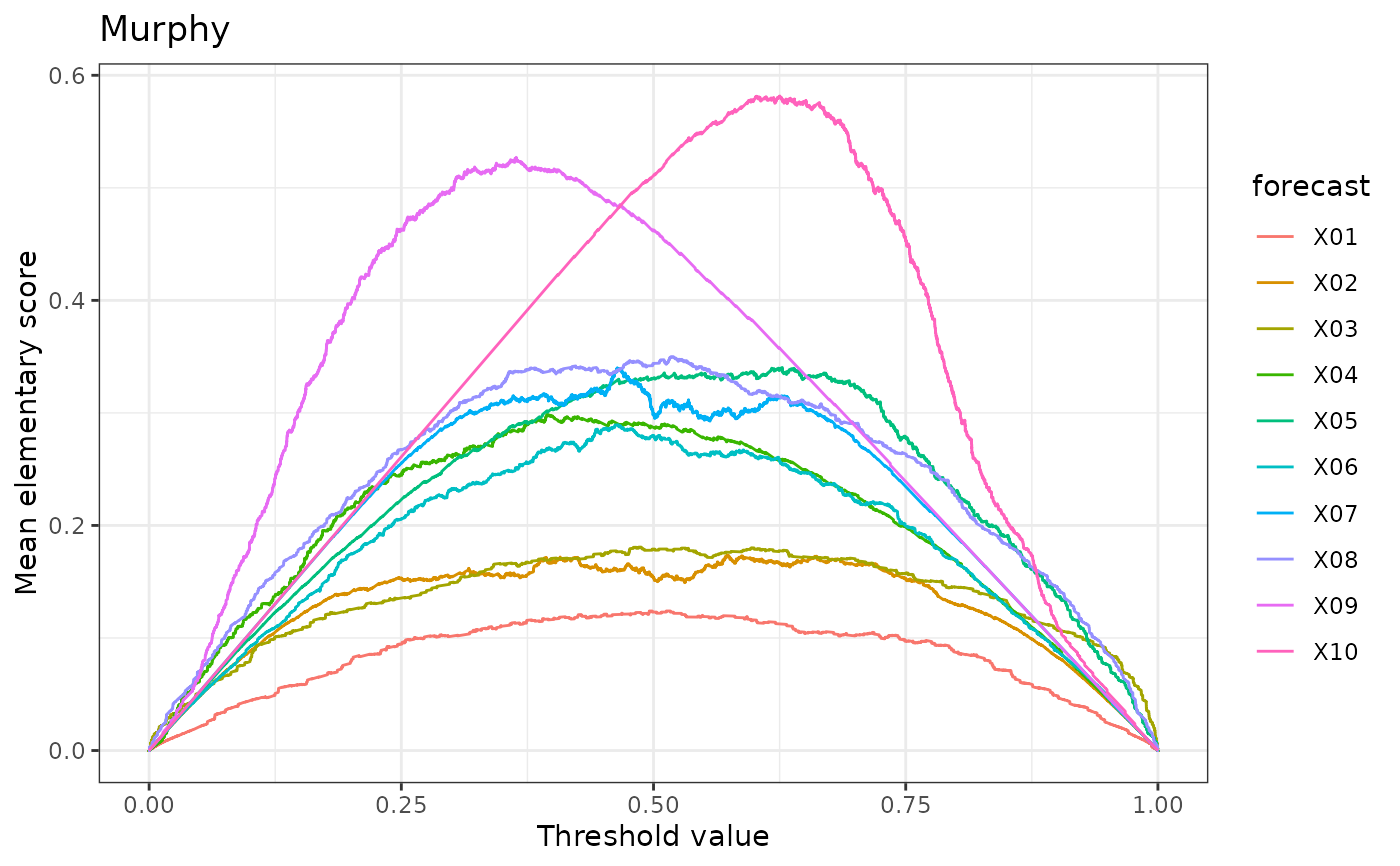 Murphy
Mean elementary score
0.6
0.4
0.2
0.0
0.00 0.25 0.50 0.75 1.00
Threshold value
forecast
X01
X02
X03
X04
X05
X06
X07
X08
X09
X10